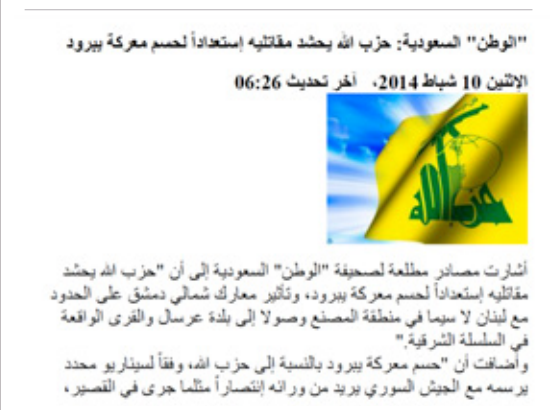 "الوطن" السعودية: حزب الله يحشد مقاتليه إستعداداً لحسم معركة يبرود
الإثنين 10 شباط 2014، آخر تحديث 06:26
حزب الله
أشارت مصادر مطلعة لصحيفة "الوطن" السعودية إلى أن "حزب الله يحشد
مقاتليه إستعداداً لحسم معركة يبرود، وتأثير معارك شمالي دمشق على الحدود
مع لبنان لا سيما في منطقة المصنع وصولا إلى بلدة عرسال والقرى الواقعة
في السلسلة الشرقية."
وأضافت أن "حسم معركة يبرود بالنسبة إلى حزب الله، وفقاً لسيناريو محدد
يرسمه مع الجيش السوري يريد من ورائه إنتصاراً مثلما جرى في القصير،